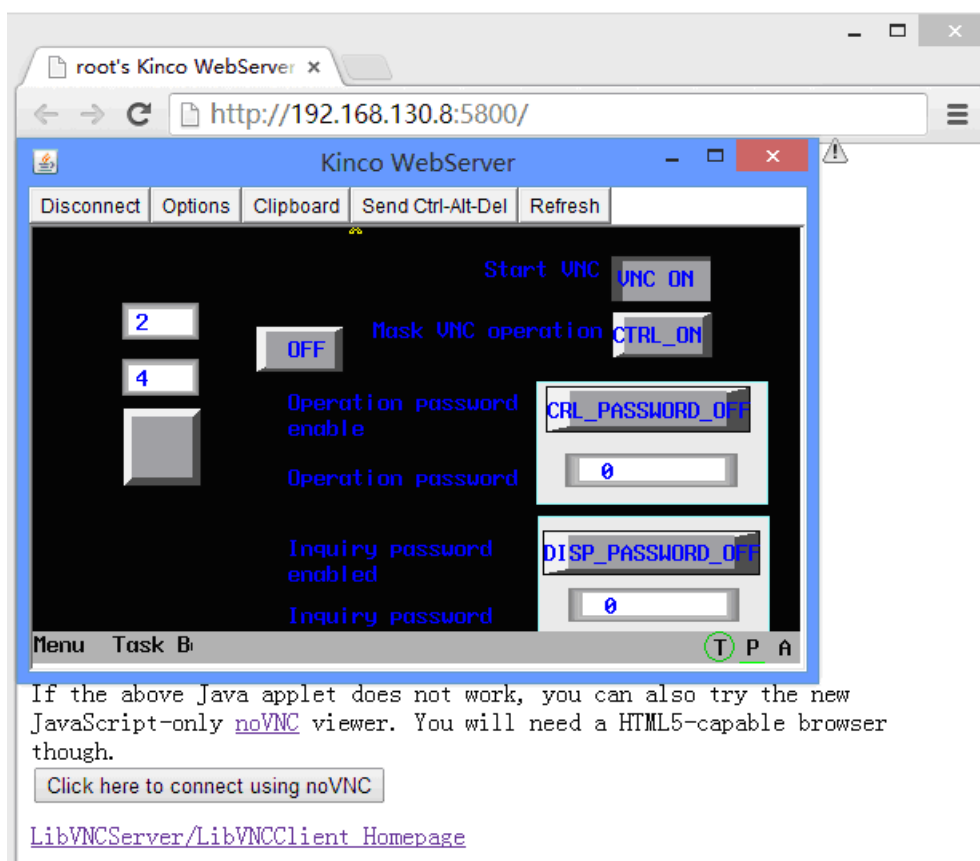 root's Kinco WebServer
http://192.168.130.8:5800/
Kinco WebServer
Disconnect Options Clipboard Send Ctrl-Alt-Del Refresh
Start VNC VNC ON
2
OFF Mask VNC operation CTRL_ON
4
Operation password enable CRL_PASSWORD_OFF
Operation password 0
Inquiry password enabled DISP_PASSWORD_OFF
Inquiry password 0
Menu Task T P A
If the above Java applet does not work, you can also try the new
JavaScript-only noVNC viewer. You will need a HTML5-capable browser
though.
Click here to connect using noVNC
LibVNCServer/LibVNCClient Homepage